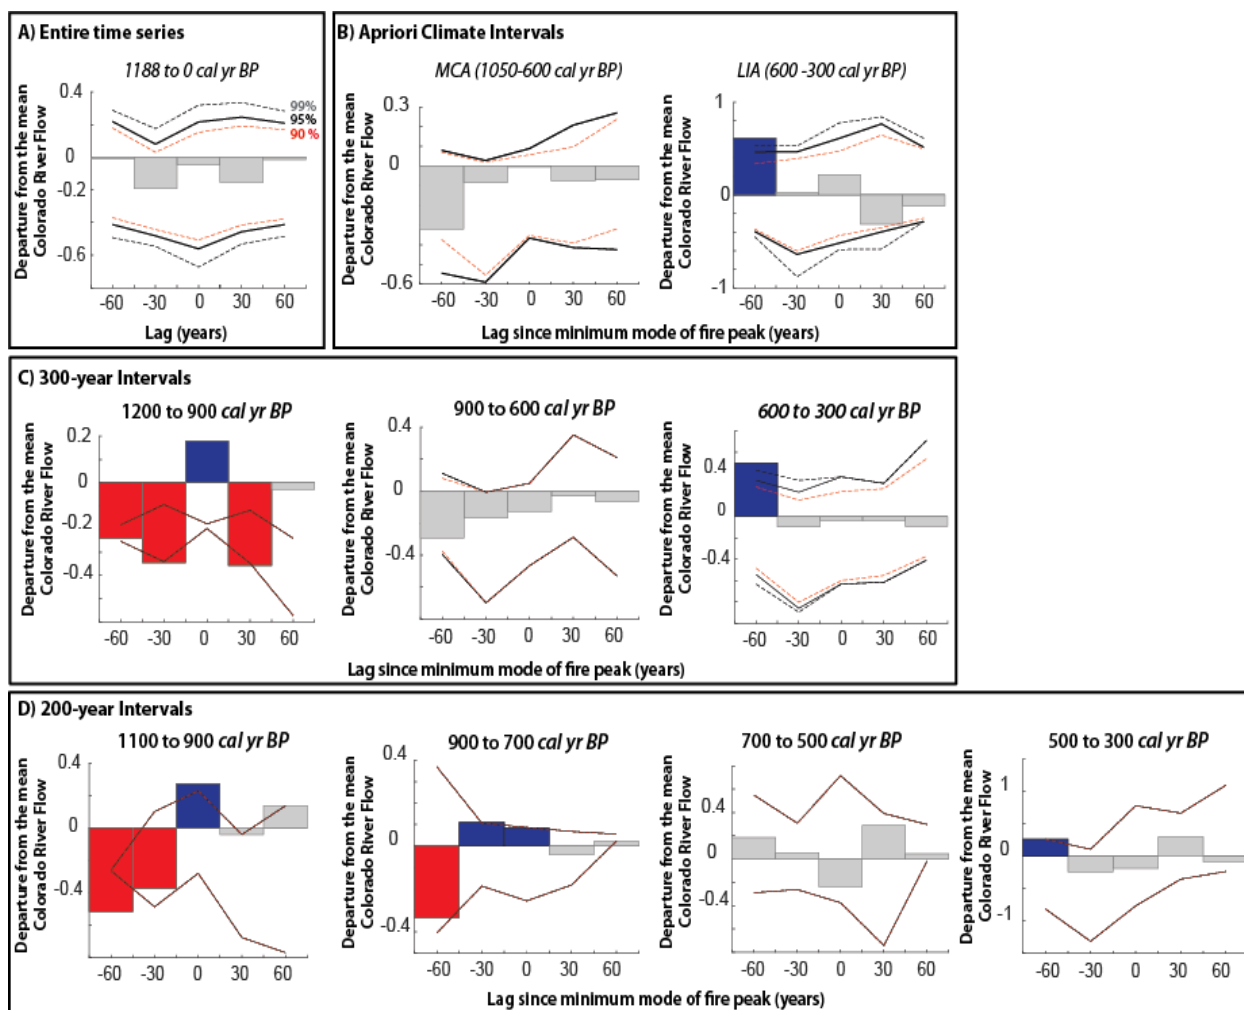 A) Entire time series
1188 to 0 cal yr BP
Departure from the mean
Colorado River Flow
0.4
0
-0.2
-0.6
99%
95%
90 %
-60 -30 0 30 60
Lag (years)
B) Apriori Climate Intervals
MCA (1050-600 cal yr BP)
Departure from the mean
Colorado River Flow
0.3
0
-0.6
-60 -30 0 30 60
LIA (600 -300 cal yr BP)
Departure from the mean
Colorado River Flow
1
0
-1
-60 -30 0 30 60
Lag since minimum mode of fire peak (years)
C) 300-year Intervals
1200 to 900 cal yr BP
Departure from the mean
Colorado River Flow
0.2
0
-0.2
-0.4
-60 -30 0 30 60
900 to 600 cal yr BP
Departure from the mean
Colorado River Flow
0.4
0
-0.4
-60 -30 0 30 60
600 to 300 cal yr BP
Departure from the mean
Colorado River Flow
0.4
0
-0.4
-60 -30 0 30 60
Lag since minimum mode of fire peak (years)
D) 200-year Intervals
1100 to 900 cal yr BP
Departure from the mean
Colorado River Flow
0.4
0
-0.4
-60 -30 0 30 60
900 to 700 cal yr BP
Departure from the mean
Colorado River Flow
0.4
0
-0.4
-60 -30 0 30 60
700 to 500 cal yr BP
Departure from the mean
Colorado River Flow
0.4
0
-0.4
-60 -30 0 30 60
500 to 300 cal yr BP
Departure from the mean
Colorado River Flow
1
0
-1
-60 -30 0 30 60
Lag since minimum mode of fire peak (years)